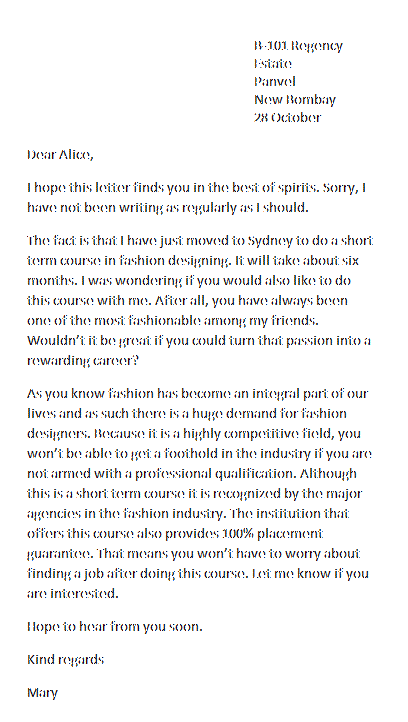 B-101 Regency
Estate
Panvel
New Bombay
28 October
Dear Alice,
I hope this letter finds you in the best of spirits. Sorry, I
have not been writing as regularly as I should.
The fact is that I have just moved to Sydney to do a short
term course in fashion designing. It will take about six
months. I was wondering if you would also like to do
this course with me. After all, you have always been
one of the most fashionable among my friends.
Wouldn't it be great if you could turn that passion into a
rewarding career?
As you know fashion has become an integral part of our
lives and as such there is a huge demand for fashion
designers. Because it is a highly competitive field, you
won't be able to get a foothold in the industry if you are
not armed with a professional qualification. Although
this is a short term course it is recognized by the major
agencies in the fashion industry. The institution that
offers this course also provides 100% placement
guarantee. That means you won't have to worry about
finding a job after doing this course. Let me know if you
are interested.
Hope to hear from you soon.
Kind regards
Mary